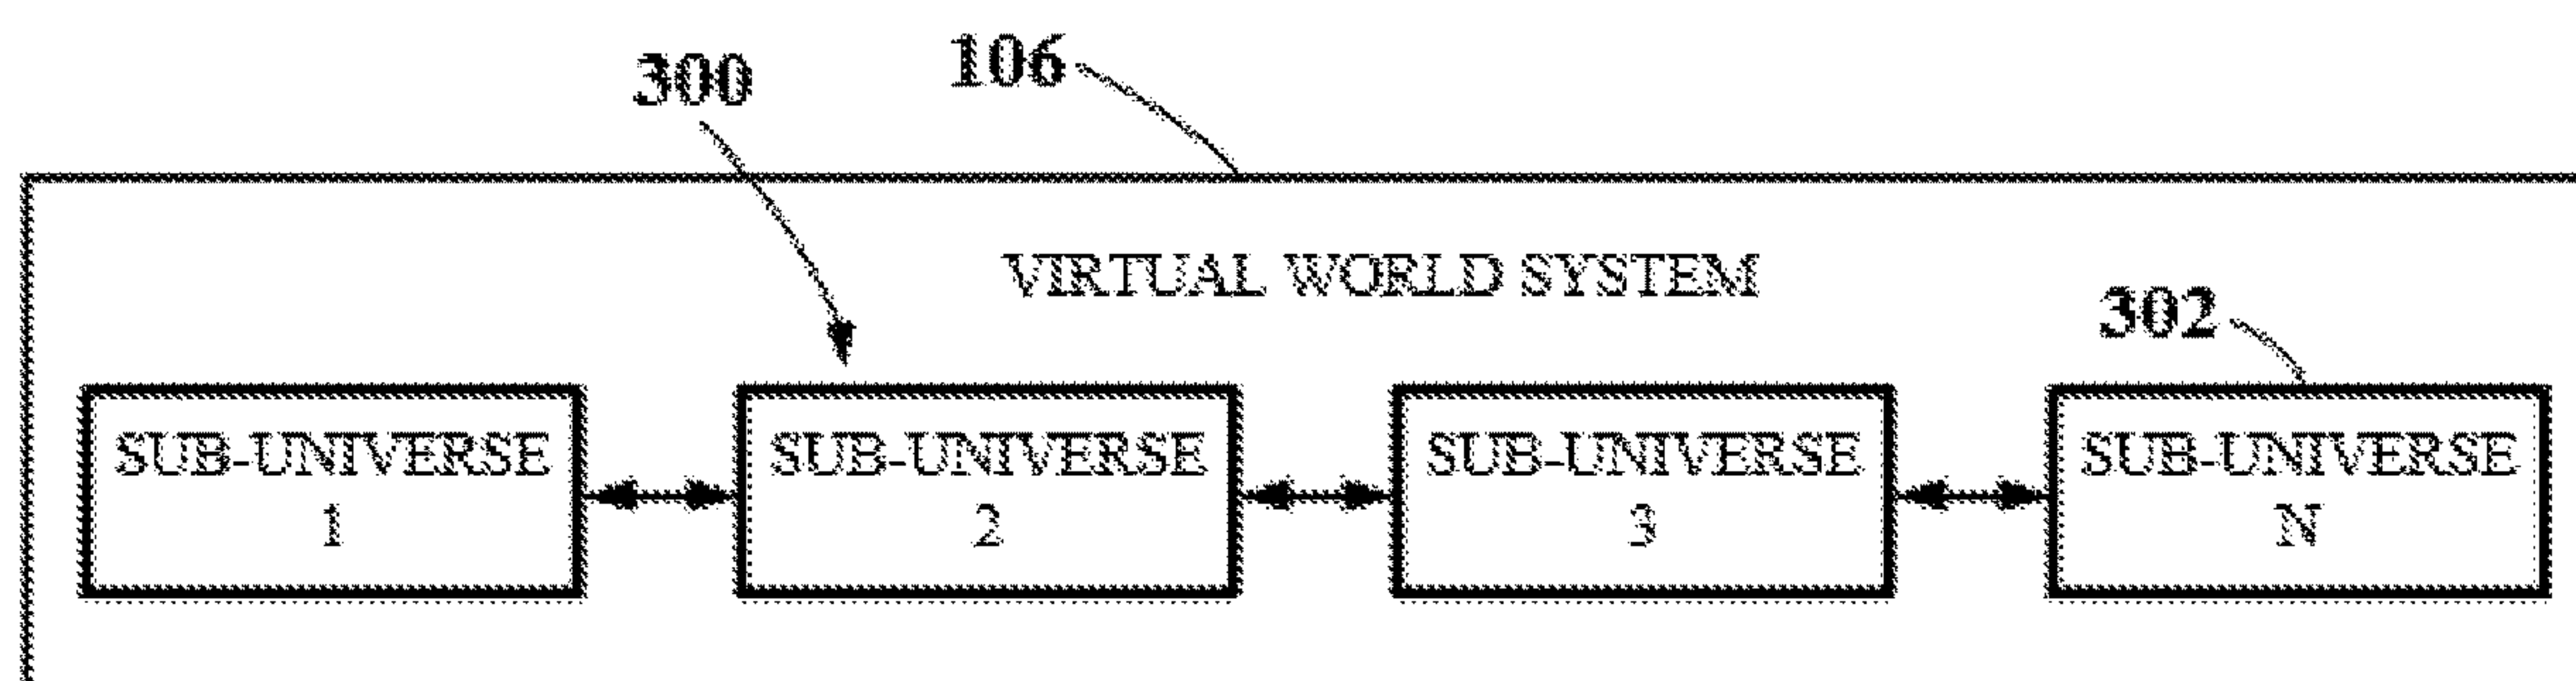 106
300
VIRTUAL WORLD SYSTEM
302
SUB-UNIVERSE
1
SUB-UNIVERSE
2
SUB-UNIVERSE
3
SUB-UNIVERSE
N